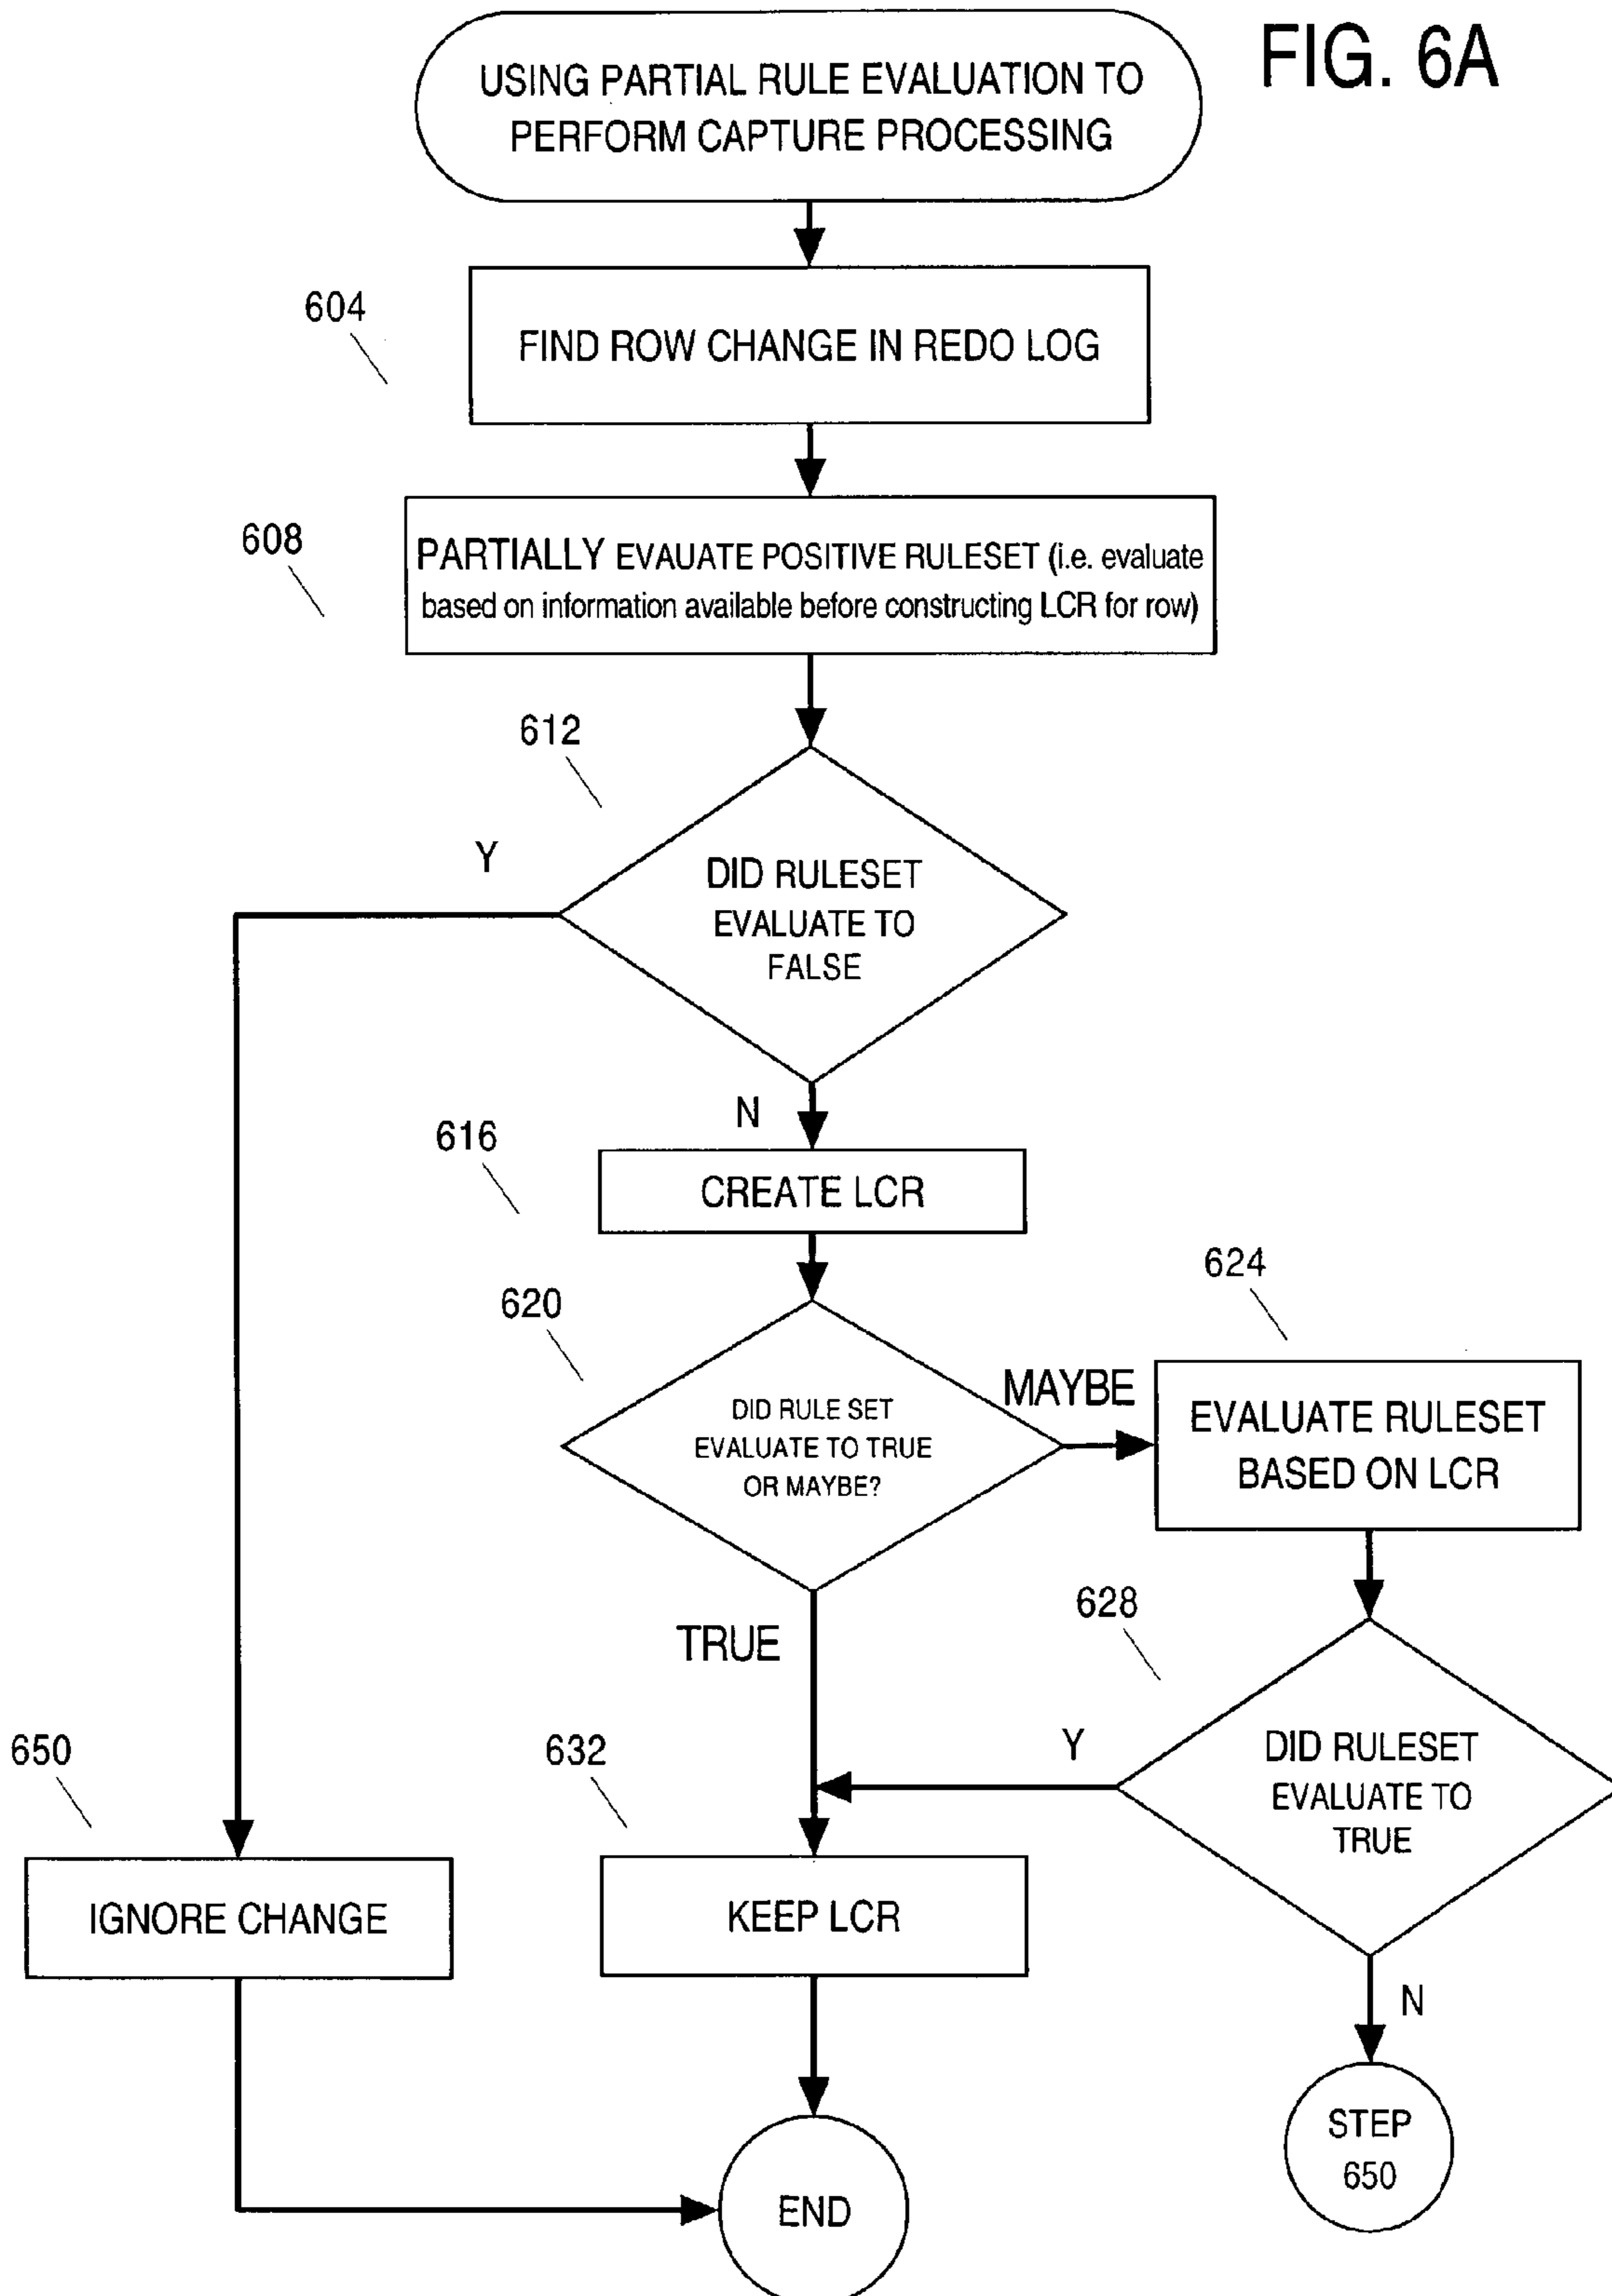 FIG. 6A
USING PARTIAL RULE EVALUATION TO
PERFORM CAPTURE PROCESSING
604
FIND ROW CHANGE IN REDO LOG
608
PARTIALLY EVAUATE POSITIVE RULESET (i.e. evaluate
based on information available before constructing LCR for row)
612
Y
DID RULESET
EVALUATE TO
FALSE
N
616
CREATE LCR
620
DID RULE SET
EVALUATE TO TRUE
OR MAYBE?
MAYBE
624
EVALUATE RULESET
BASED ON LCR
TRUE
628
Y
DID RULESET
EVALUATE TO
TRUE
650
IGNORE CHANGE
632
KEEP LCR
N
STEP
650
END